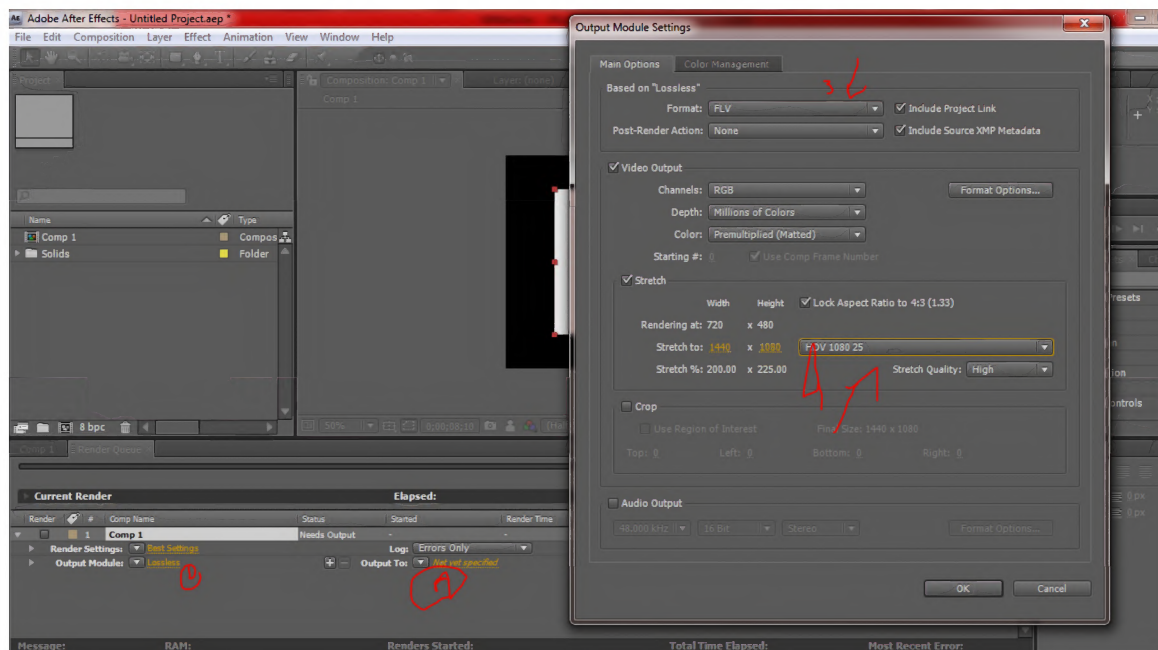 Adobe After Effects - Untitled Project.aep *
File Edit Composition Layer Effect Animation View Window Help
Project
Composition: Comp 1
Layer: (none)
Comp 1
Name Type
Comp 1 Compos
Solids Folder
8 bpc
50% 0;00;08;10 (Hal
Comp 1 Render Queue
Current Render Elapsed:
Render # Comp Name Status Started Render Time
1 Comp 1 Needs Output - -
Render Settings: Best Settings Log: Errors Only
Output Module: Lossless Output To: Not yet specified
Message: RAM: Renders Started: Total Time Elapsed: Most Recent Error:
Output Module Settings
Main Options Color Management
Based on "Lossless"
3
Format: FLV Include Project Link
Post-Render Action: None Include Source XMP Metadata
Video Output
Channels: RGB Format Options...
Depth: Millions of Colors
Color: Premultiplied (Matted)
Starting #: 0 Use Comp Frame Number
Stretch
Width Height Lock Aspect Ratio to 4:3 (1.33)
Rendering at: 720 x 480
Stretch to: 1440 x 1080 HDV 1080 25
Stretch %: 200.00 x 225.00 Stretch Quality: High
Crop
Use Region of Interest Final Size: 1440 x 1080
Top: 0 Left: 0 Bottom: 0 Right: 0
Audio Output
48.000 kHz 16 Bit Stereo Format Options...
OK Cancel
resets
ion
ontrols
0 px
0 px